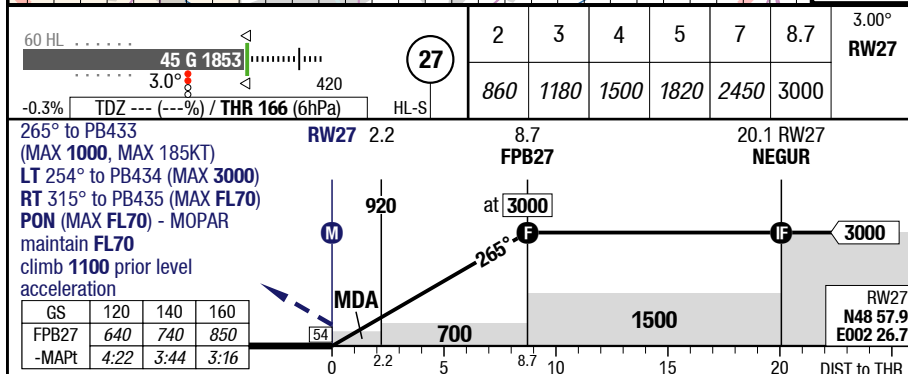 60 HL
45 G 1853
3.0°
420
-0.3% TDZ --- (---%) / THR 166 (6hPa) HL-S
27
2 3 4 5 7 8.7 3.00° RW27
860 1180 1500 1820 2450 3000
265° to PB433
(MAX 1000, MAX 185KT)
LT 254° to PB434 (MAX 3000)
RT 315° to PB435 (MAX FL70)
PON (MAX FL70) - MOPAR
maintain FL70
climb 1100 prior level
acceleration
RW27 2.2 8.7 20.1 RW27
FPB27 NEGUR
920 at 3000
M F IF 3000
265°
MDA
54 700 1500
GS 120 140 160
FPB27 640 740 850
-MAPt 4:22 3:44 3:16
RW27
N48 57.9
E002 26.7
0 2.2 5 8.7 10 15 20 DIST to THR